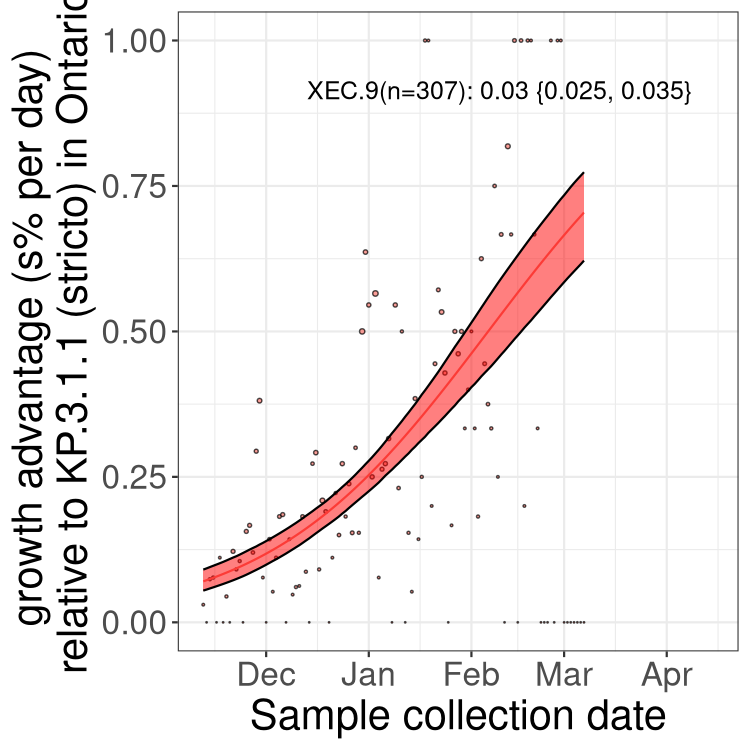 growth advantage (s% per day)
relative to KP.3.1.1 (stricto) in Ontario
1.00
0.75
0.50
0.25
0.00
XEC.9(n=307): 0.03 {0.025, 0.035}
Dec Jan Feb Mar Apr
Sample collection date